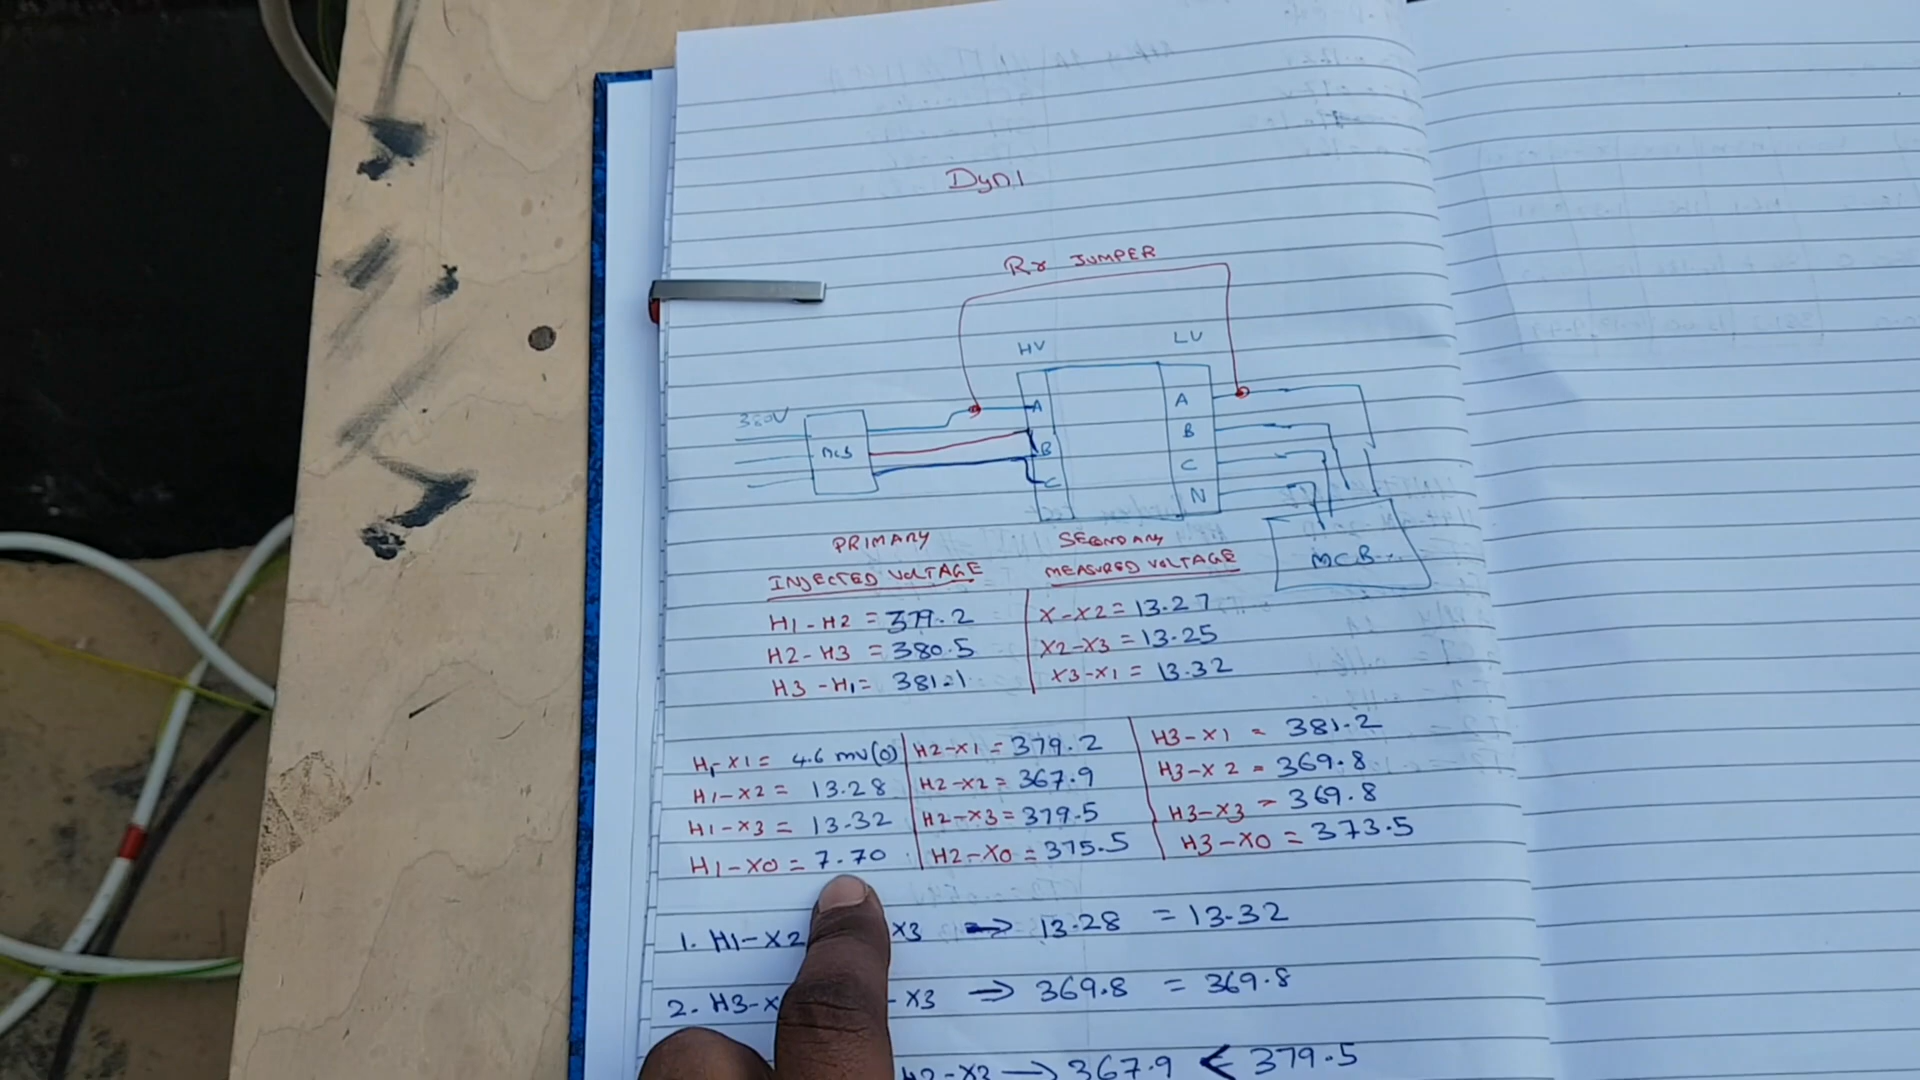 Dyn1
Rr JUMPER
HV LV
380V
MCB
A
B
C
A
B
C
N
MCB
PRIMARY SECONDARY
INJECTED VOLTAGE MEASURED VOLTAGE
H1-H2 = 379.2 X-X2 = 13.27
H2-H3 = 380.5 X2-X3 = 13.25
H3-H1 = 381.1 X3-X1 = 13.32
H1-X1 = 4.6 mv(0) H2-X1 = 379.2 H3-X1 = 381.2
H1-X2 = 13.28 H2-X2 = 367.9 H3-X2 = 369.8
H1-X3 = 13.32 H2-X3 = 379.5 H3-X3 = 369.8
H1-X0 = 7.70 H2-X0 = 375.5 H3-X0 = 373.5
1. H1-X2 X3 → 13.28 = 13.32
2. H3-X -X3 → 369.8 = 369.8
H2-X3 → 367.9 < 379.5